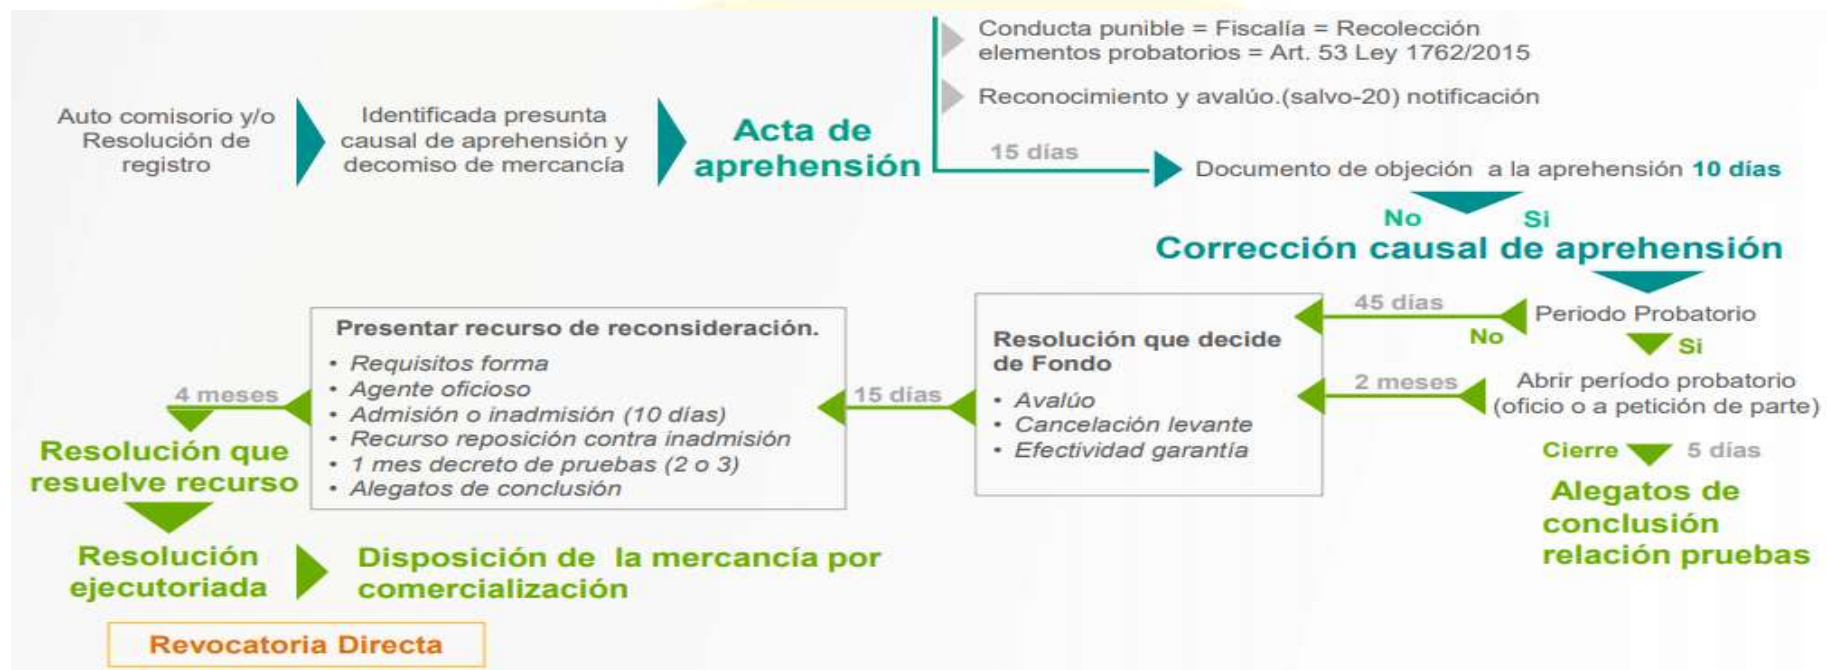 Auto comisorio y/o
Resolución de
registro
Identificada presunta
causal de aprehensión y
decomiso de mercancía
Acta de
aprehensión
Conducta punible = Fiscalía = Recolección
elementos probatorios = Art. 53 Ley 1762/2015
Reconocimiento y avalúo.(salvo-20) notificación
15 días
Documento de objeción a la aprehensión 10 días
No
Si
Corrección causal de aprehensión
Periodo Probatorio
45 días
No
Si
Abrir período probatorio
(oficio o a petición de parte)
2 meses
Cierre
5 días
Alegatos de
conclusión
relación pruebas
Resolución que decide
de Fondo
• Avalúo
• Cancelación levante
• Efectividad garantía
15 días
Presentar recurso de reconsideración.
• Requisitos forma
• Agente oficioso
• Admisión o inadmisión (10 días)
• Recurso reposición contra inadmisión
• 1 mes decreto de pruebas (2 o 3)
• Alegatos de conclusión
4 meses
Resolución que
resuelve recurso
Resolución
ejecutoriada
Disposición de la mercancía por
comercialización
Revocatoria Directa